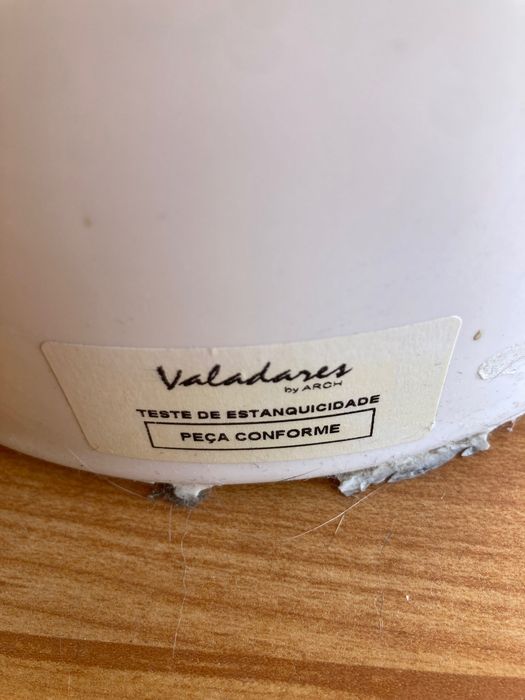 Valadares
by ARCH
TESTE DE ESTANQUICIDADE
PEÇA CONFORME